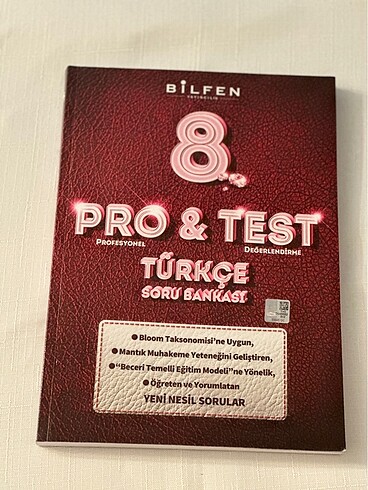 BİLFEN
YAYINCILIK
8.
PRO & TEST
PROFESYONEL DEĞERLENDİRME
TÜRKÇE
SORU BANKASI
● Bloom Taksonomisi'ne Uygun,
● Mantık Muhakeme Yeteneğini Geliştiren,
● "Beceri Temelli Eğitim Modeli"ne Yönelik,
● Öğreten ve Yorumlatan
YENİ NESİL SORULAR